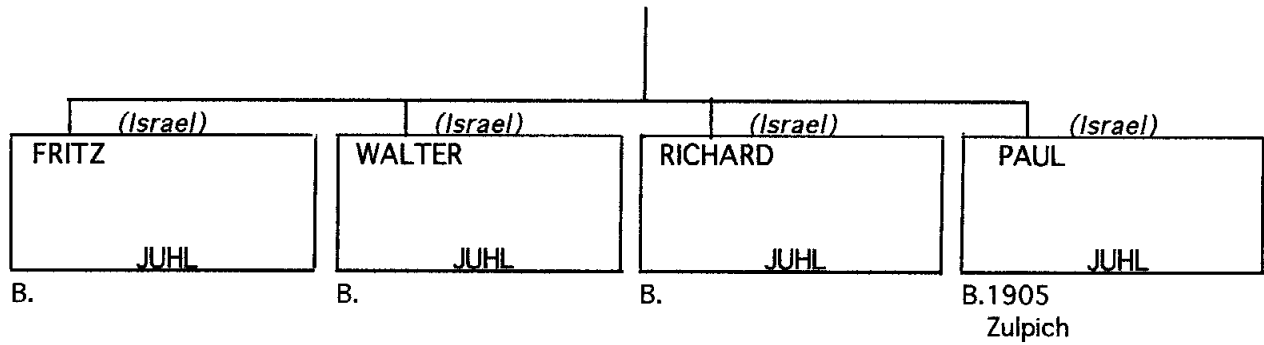 (Israel) (Israel) (Israel) (Israel)
FRITZ WALTER RICHARD PAUL
JUHL JUHL JUHL JUHL
B. B. B. B.1905
Zulpich